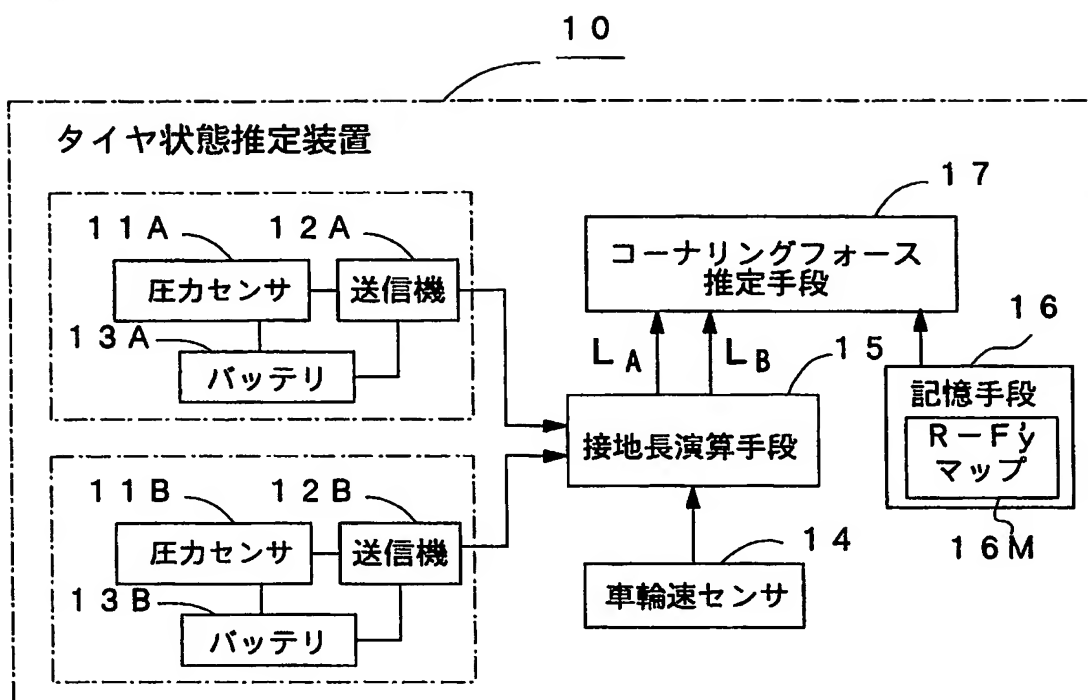 10
タイヤ状態推定装置
11A
12A
圧力センサ
送信機
13A
バッテリ
11B
12B
圧力センサ
送信機
13B
バッテリ
17
コーナリングフォース
推定手段
LA
LB
15
接地長演算手段
14
車輪速センサ
16
記憶手段
R-F'y
マップ
16M